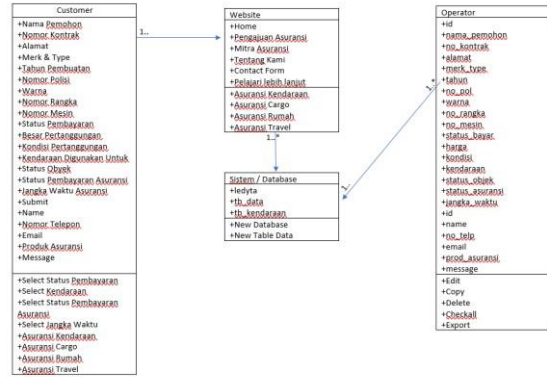 Customer
+Nama Pemohon
+Nomor Kontrak
+Alamat
+Merk & Type
+Tahun Pembuatan
+Nomor Polisi
+Warna
+Nomor Rangka
+Nomor Mesin
+Status Pembayaran
+Besar Pertanggungan
+Kondisi Pertanggungan
+Kendaraan Digunakan Untuk
+Status Obyek
+Status Pembayaran Asuransi
+Jangka Waktu Asuransi
+Submit
+Name
+Nomor Telepon
+Email
+Produk Asuransi
+Message
+Select Status Pembayaran
+Select Kendaraan
+Select Status Pembayaran
Asuransi
+Select Jangka Waktu
+Asuransi Kendaraan
+Asuransi Cargo
+Asuransi Rumah
+Asuransi Travel
1..
Website
+Home
+Pengajuan Asuransi
+Mitra Asuransi
+Tentang Kami
+Contact Form
+Pelajari lebih lanjut
+Asuransi Kendaraan
+Asuransi Cargo
+Asuransi Rumah
+Asuransi Travel
1..*
Sistem / Database
+ledyta
+tb_data
+tb_kendaraan
+New Database
+New Table Data
1..
1..*
Operator
+id
+nama_pemohon
+no_kontrak
+alamat
+merk_type
+tahun
+no_pol
+warna
+no_rangka
+no_mesin
+status_bayar
+harga
+kondisi
+kendaraan
+status_objek
+status_asuransi
+jangka_waktu
+id
+name
+no_telp
+email
+prod_asuransi
+message
+Edit
+Copy
+Delete
+Checkall
+Export